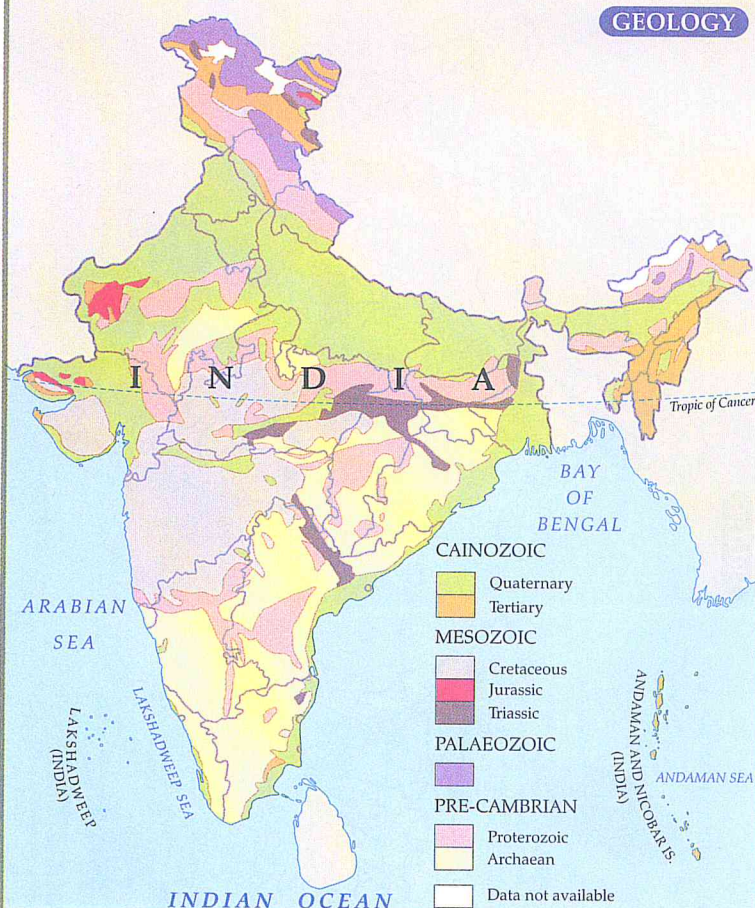 GEOLOGY
I N D I A
Tropic of Cancer
BAY
OF
BENGAL
ARABIAN
SEA
LAKSHADWEEP SEA
LAKSHADWEEP
(INDIA)
CAINOZOIC
Quaternary
Tertiary
MESOZOIC
Cretaceous
Jurassic
Triassic
PALAEOZOIC
PRE-CAMBRIAN
Proterozoic
Archaean
Data not available
ANDAMAN AND NICOBAR IS.
(INDIA)
ANDAMAN SEA
INDIAN OCEAN